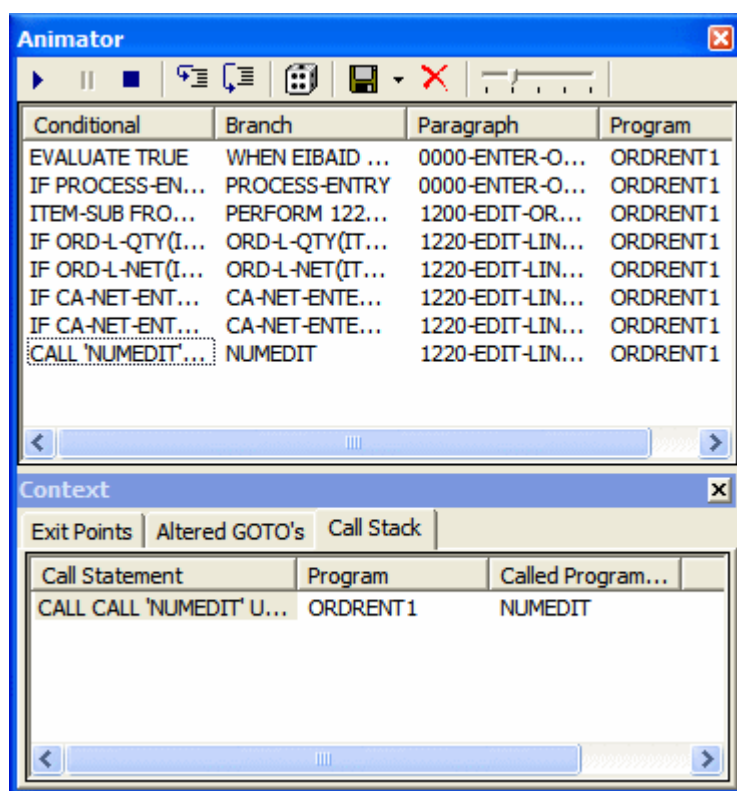 Animator
Conditional Branch Paragraph Program
EVALUATE TRUE WHEN EIBAID ... 0000-ENTER-O... ORDRENT1
IF PROCESS-EN... PROCESS-ENTRY 0000-ENTER-O... ORDRENT1
ITEM-SUB FRO... PERFORM 122... 1200-EDIT-OR... ORDRENT1
IF ORD-L-QTY(I... ORD-L-QTY(IT... 1220-EDIT-LIN... ORDRENT1
IF ORD-L-NET(I... ORD-L-NET(IT... 1220-EDIT-LIN... ORDRENT1
IF CA-NET-ENT... CA-NET-ENTE... 1220-EDIT-LIN... ORDRENT1
IF CA-NET-ENT... CA-NET-ENTE... 1220-EDIT-LIN... ORDRENT1
CALL 'NUMEDIT'... NUMEDIT 1220-EDIT-LIN... ORDRENT1
Context
Exit Points Altered GOTO's Call Stack
Call Statement Program Called Program...
CALL CALL 'NUMEDIT' U... ORDRENT1 NUMEDIT